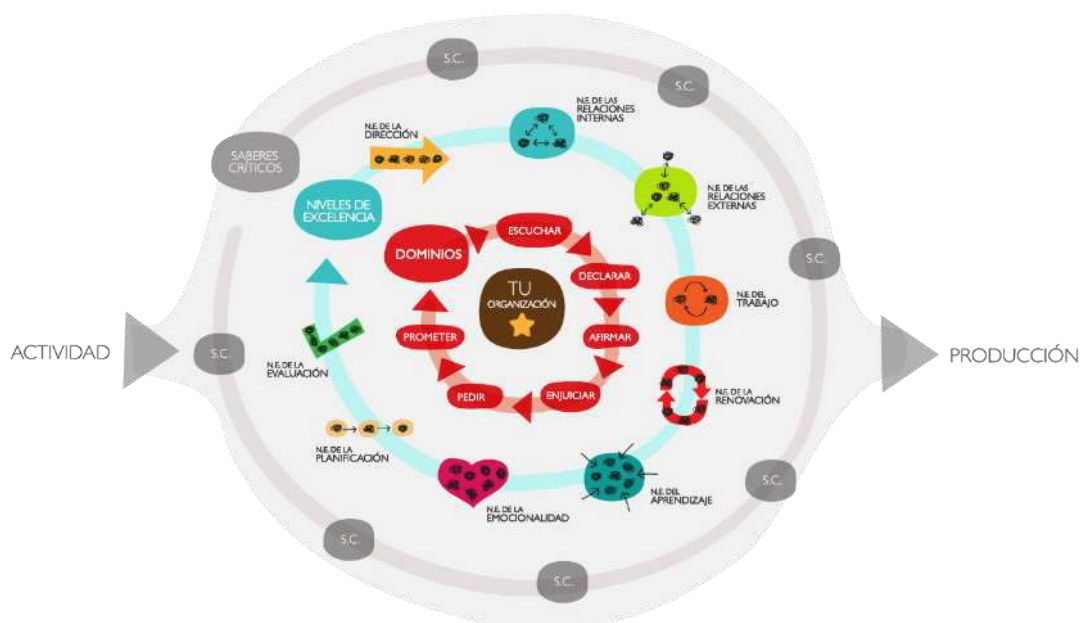 S.C.
S.C.
SABERES
CRÍTICOS
N.E. DE LA
DIRECCIÓN
N.E. DE LAS
RELACIONES
INTERNAS
NIVELES DE
EXCELENCIA
N.E. DE LAS
RELACIONES
EXTERNAS
DOMINIOS
ESCUCHAR
DECLARAR
AFIRMAR
ENJUICIAR
PEDIR
PROMETER
TU
ORGANIZACIÓN
S.C.
N.E. DEL
TRABAJO
ACTIVIDAD
S.C.
N.E. DE LA
EVALUACIÓN
PRODUCCIÓN
N.E. DE LA
RENOVACIÓN
N.E. DE LA
PLANIFICACIÓN
N.E. DE LA
EMOCIONALIDAD
N.E. DEL
APRENDIZAJE
S.C.
S.C.
S.C.